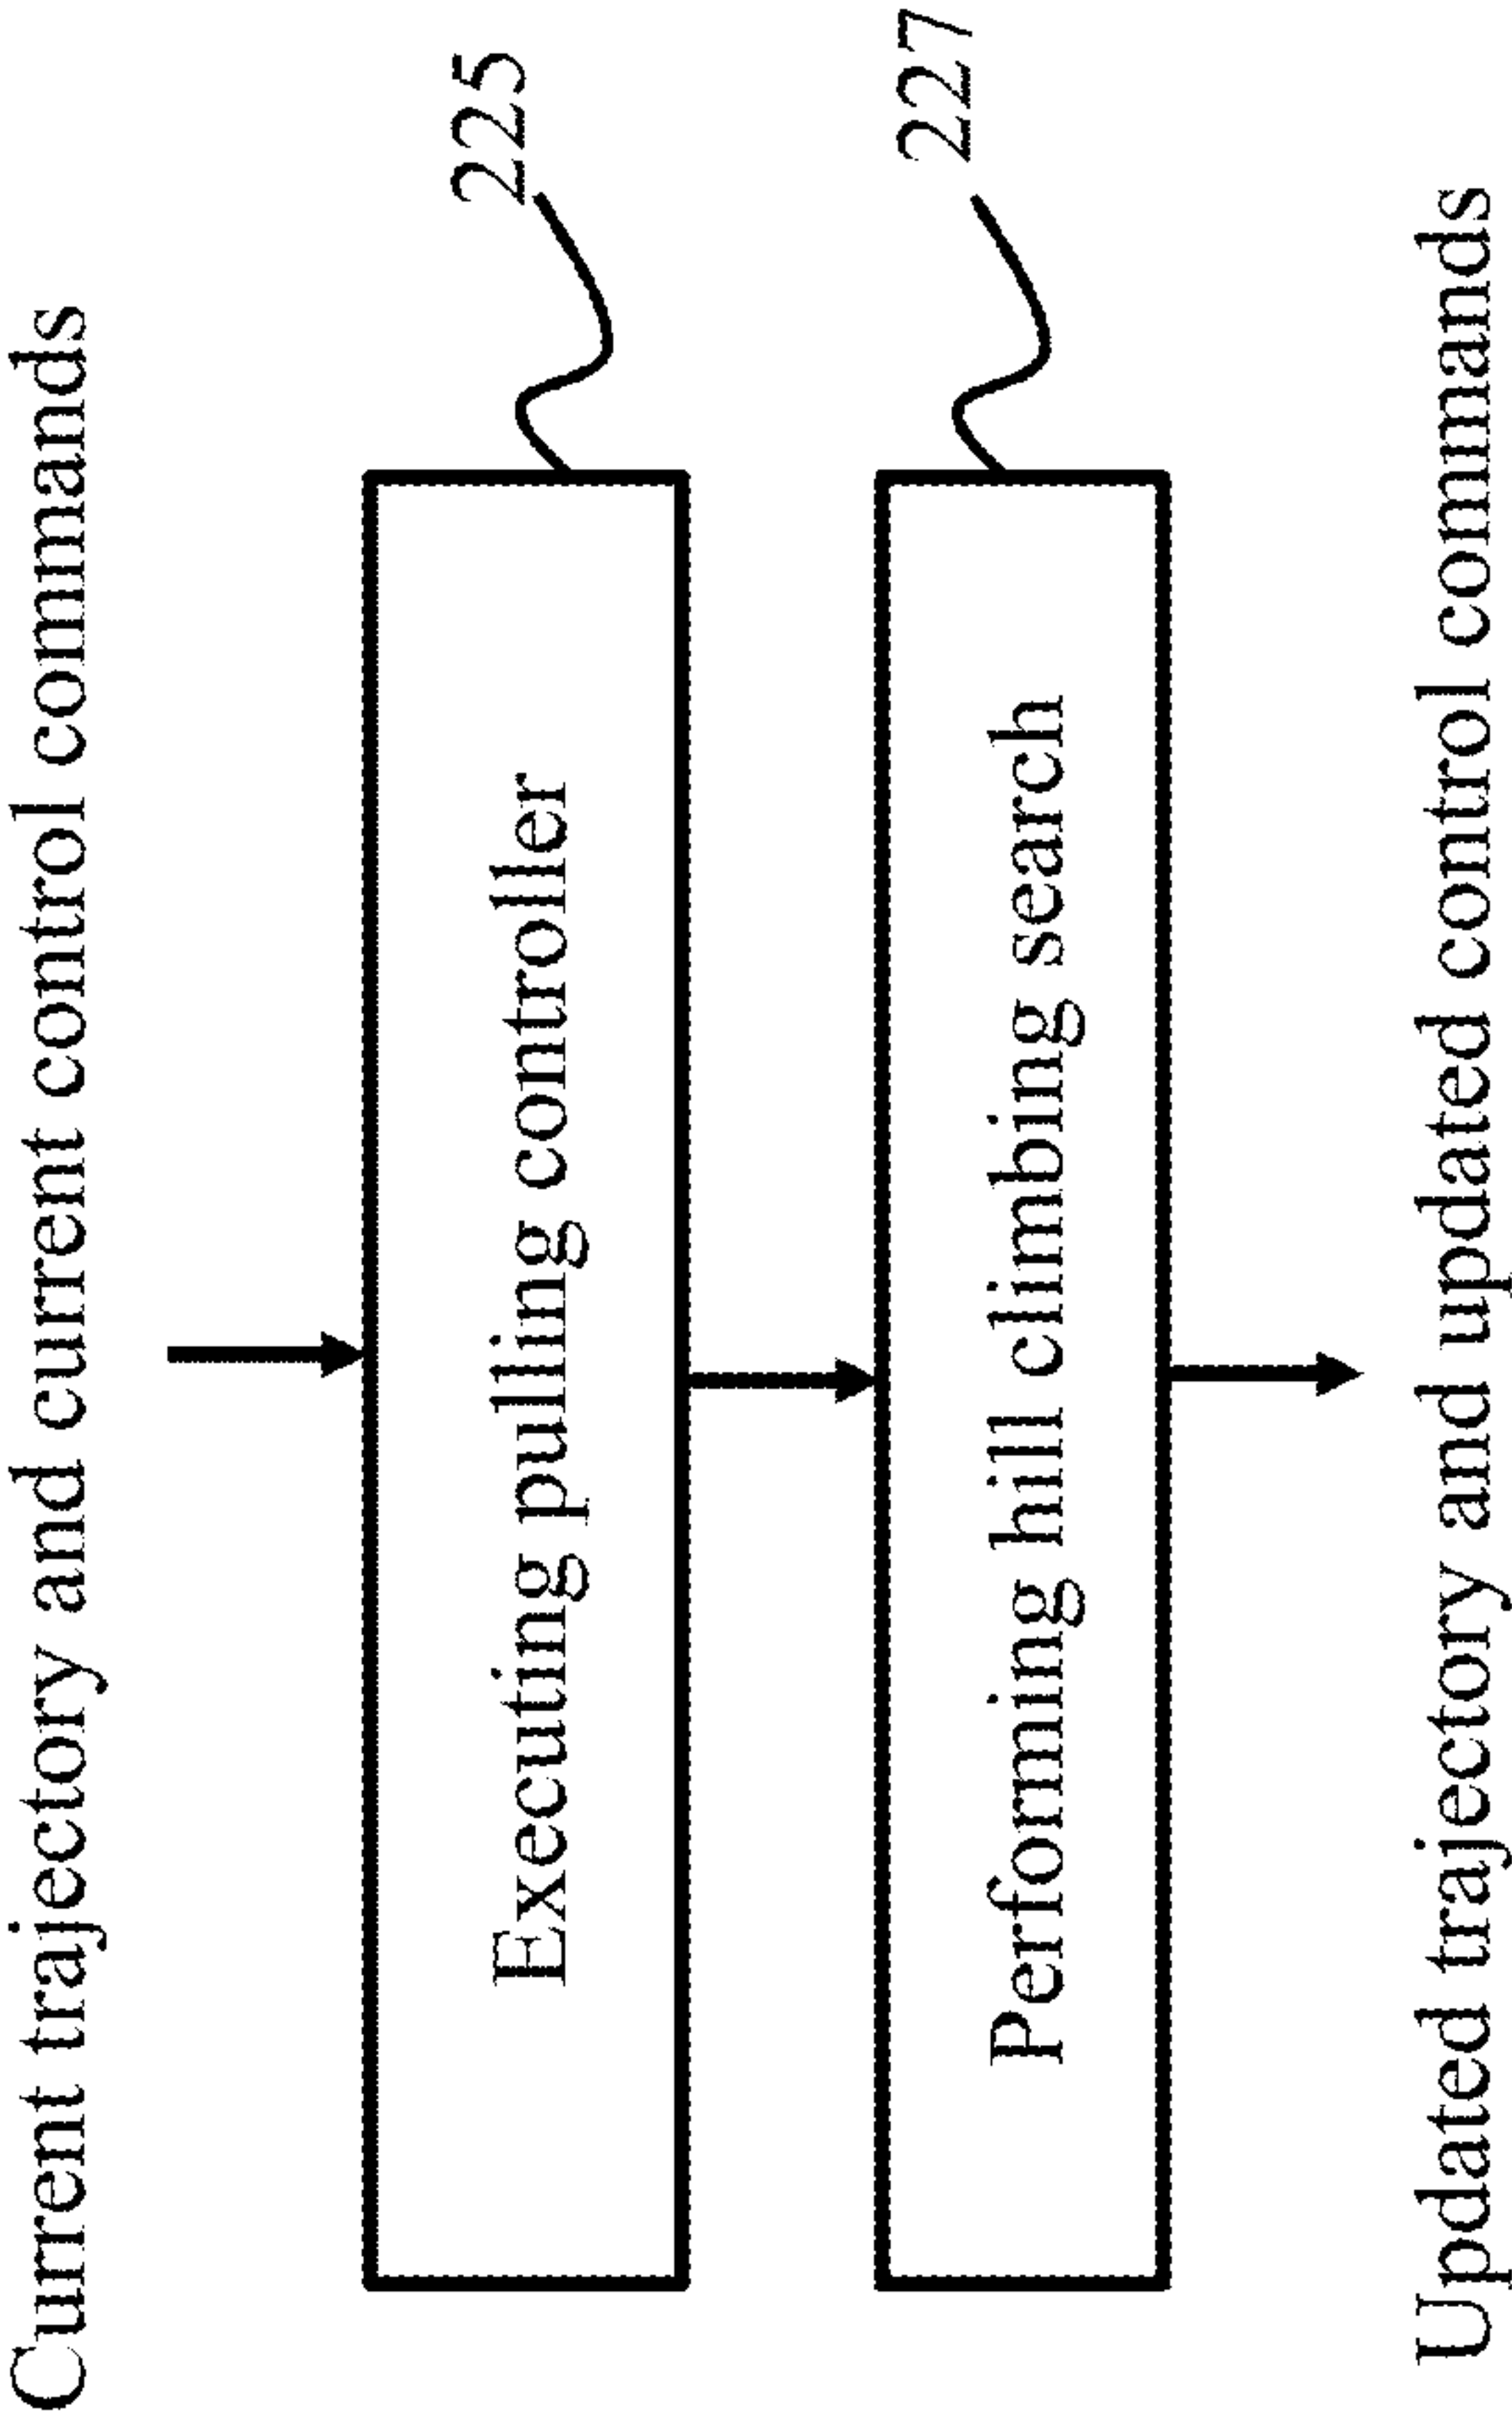 Current trajectory and current control commands
225
Executing pulling controller
227
Performing hill climbing search
Updated trajectory and updated control commands